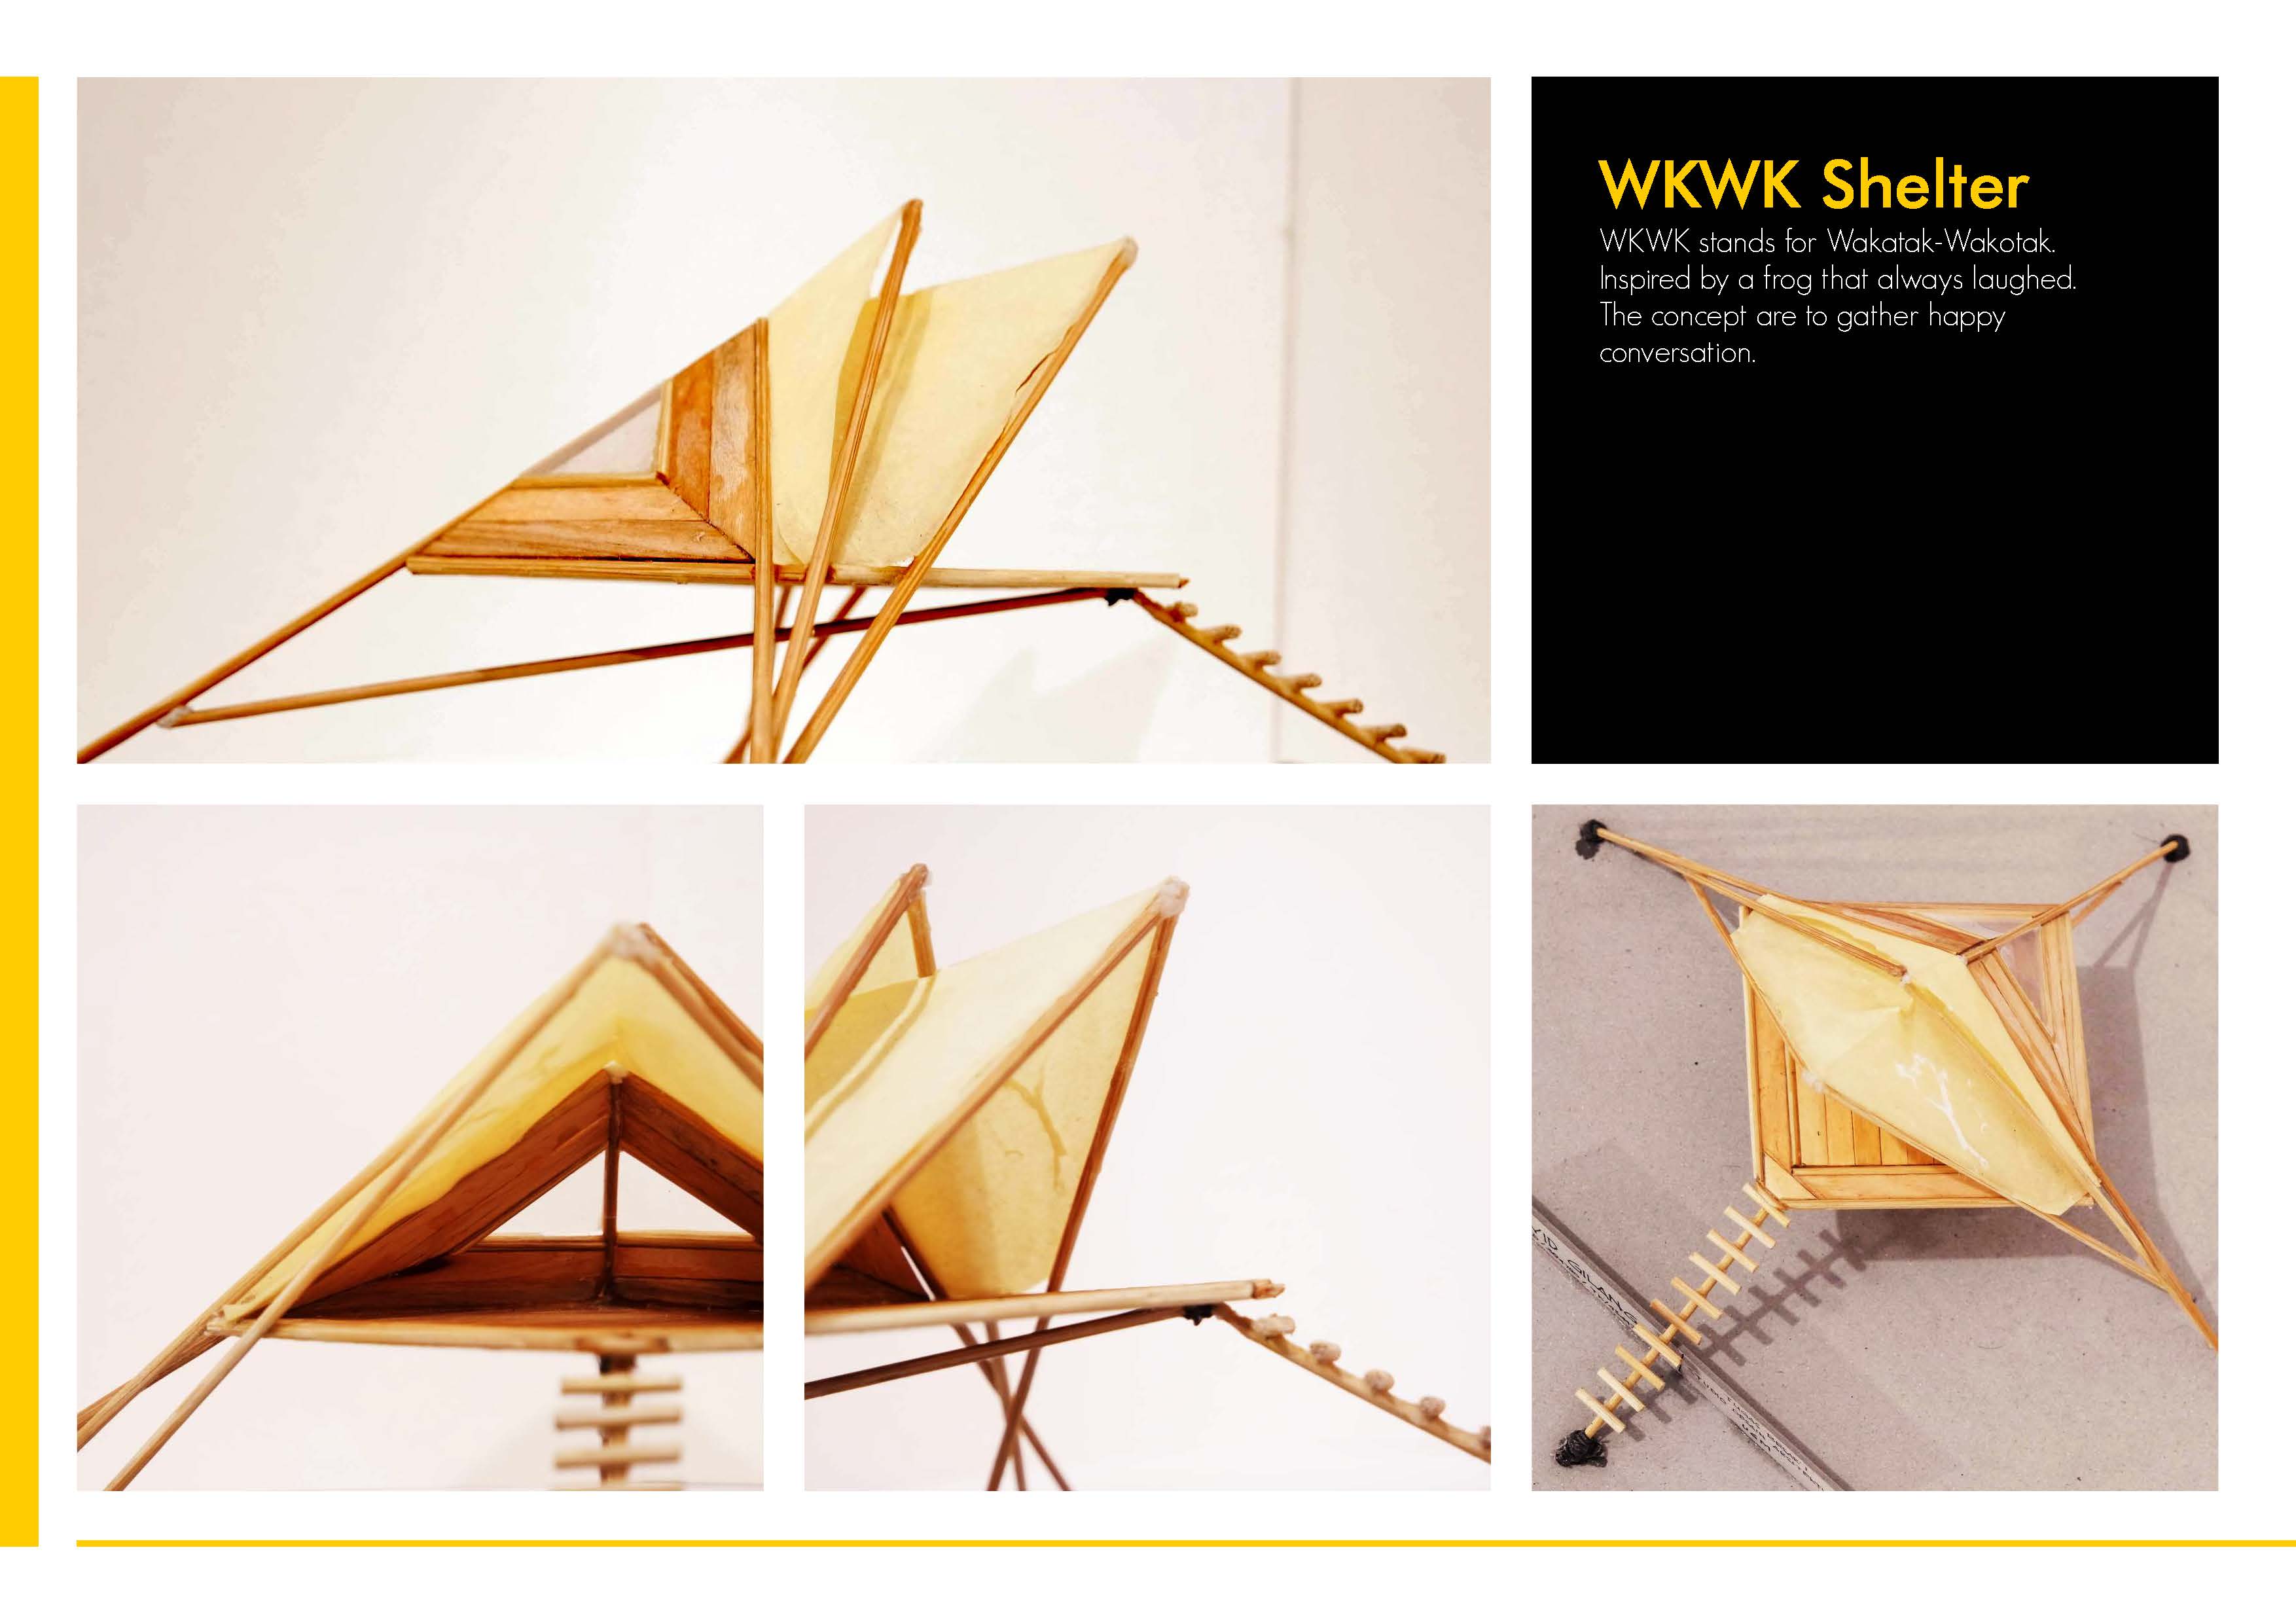 WKWK Shelter
WKWK stands for Wakatak-Wakotak.
Inspired by a frog that always laughed.
The concept are to gather happy
conversation.
GILANG